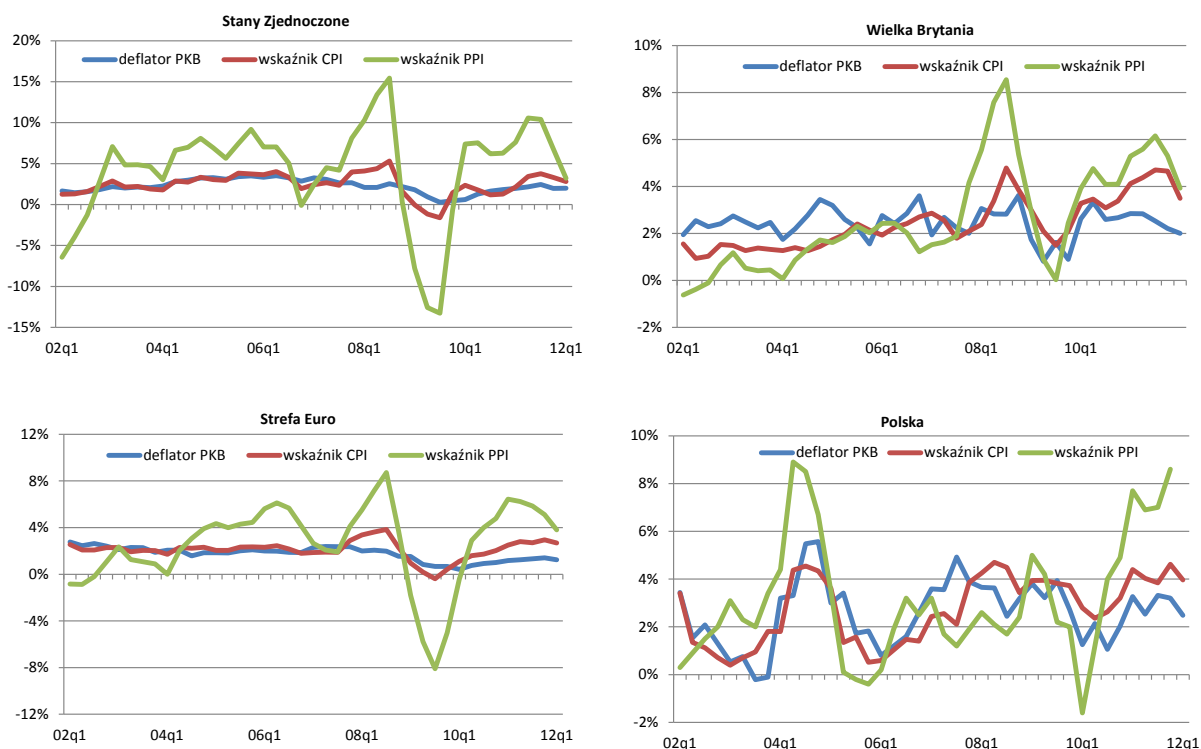 Stany Zjednoczone
20%
deflator PKB wskaźnik CPI wskaźnik PPI
15%
10%
5%
0%
-5%
-10%
-15%
02q1 04q1 06q1 08q1 10q1 12q1
Wielka Brytania
10%
deflator PKB wskaźnik CPI wskaźnik PPI
8%
6%
4%
2%
0%
-2%
02q1 04q1 06q1 08q1 10q1
Strefa Euro
12%
deflator PKB wskaźnik CPI wskaźnik PPI
8%
4%
0%
-4%
-8%
-12%
02q1 04q1 06q1 08q1 10q1 12q1
Polska
10%
deflator PKB wskaźnik CPI wskaźnik PPI
8%
6%
4%
2%
0%
-2%
02q1 04q1 06q1 08q1 10q1 12q1